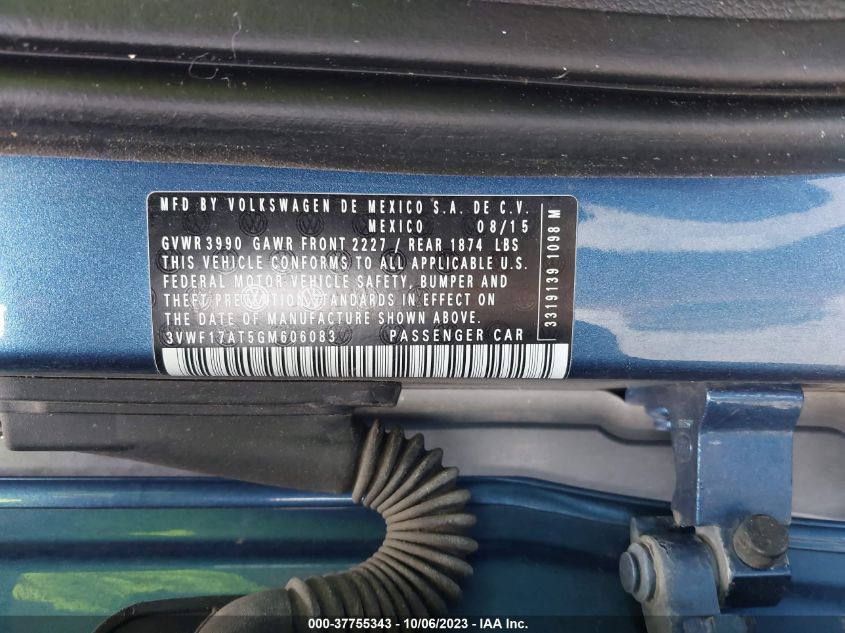 MFD BY VOLKSWAGEN DE MEXICO S.A. DE C.V.
MEXICO 08/15
GVWR 3990 GAWR FRONT 2227 / REAR 1874 LBS
THIS VEHICLE CONFORMS TO ALL APPLICABLE U.S.
FEDERAL MOTOR VEHICLE SAFETY, BUMPER AND
THEFT PREVENTION STANDARDS IN EFFECT ON
THE DATE OF MANUFACTURE SHOWN ABOVE.
3VWF17AT5GM606083 PASSENGER CAR
3319139 1098 M
000-37755343 - 10/06/2023 - IAA Inc.